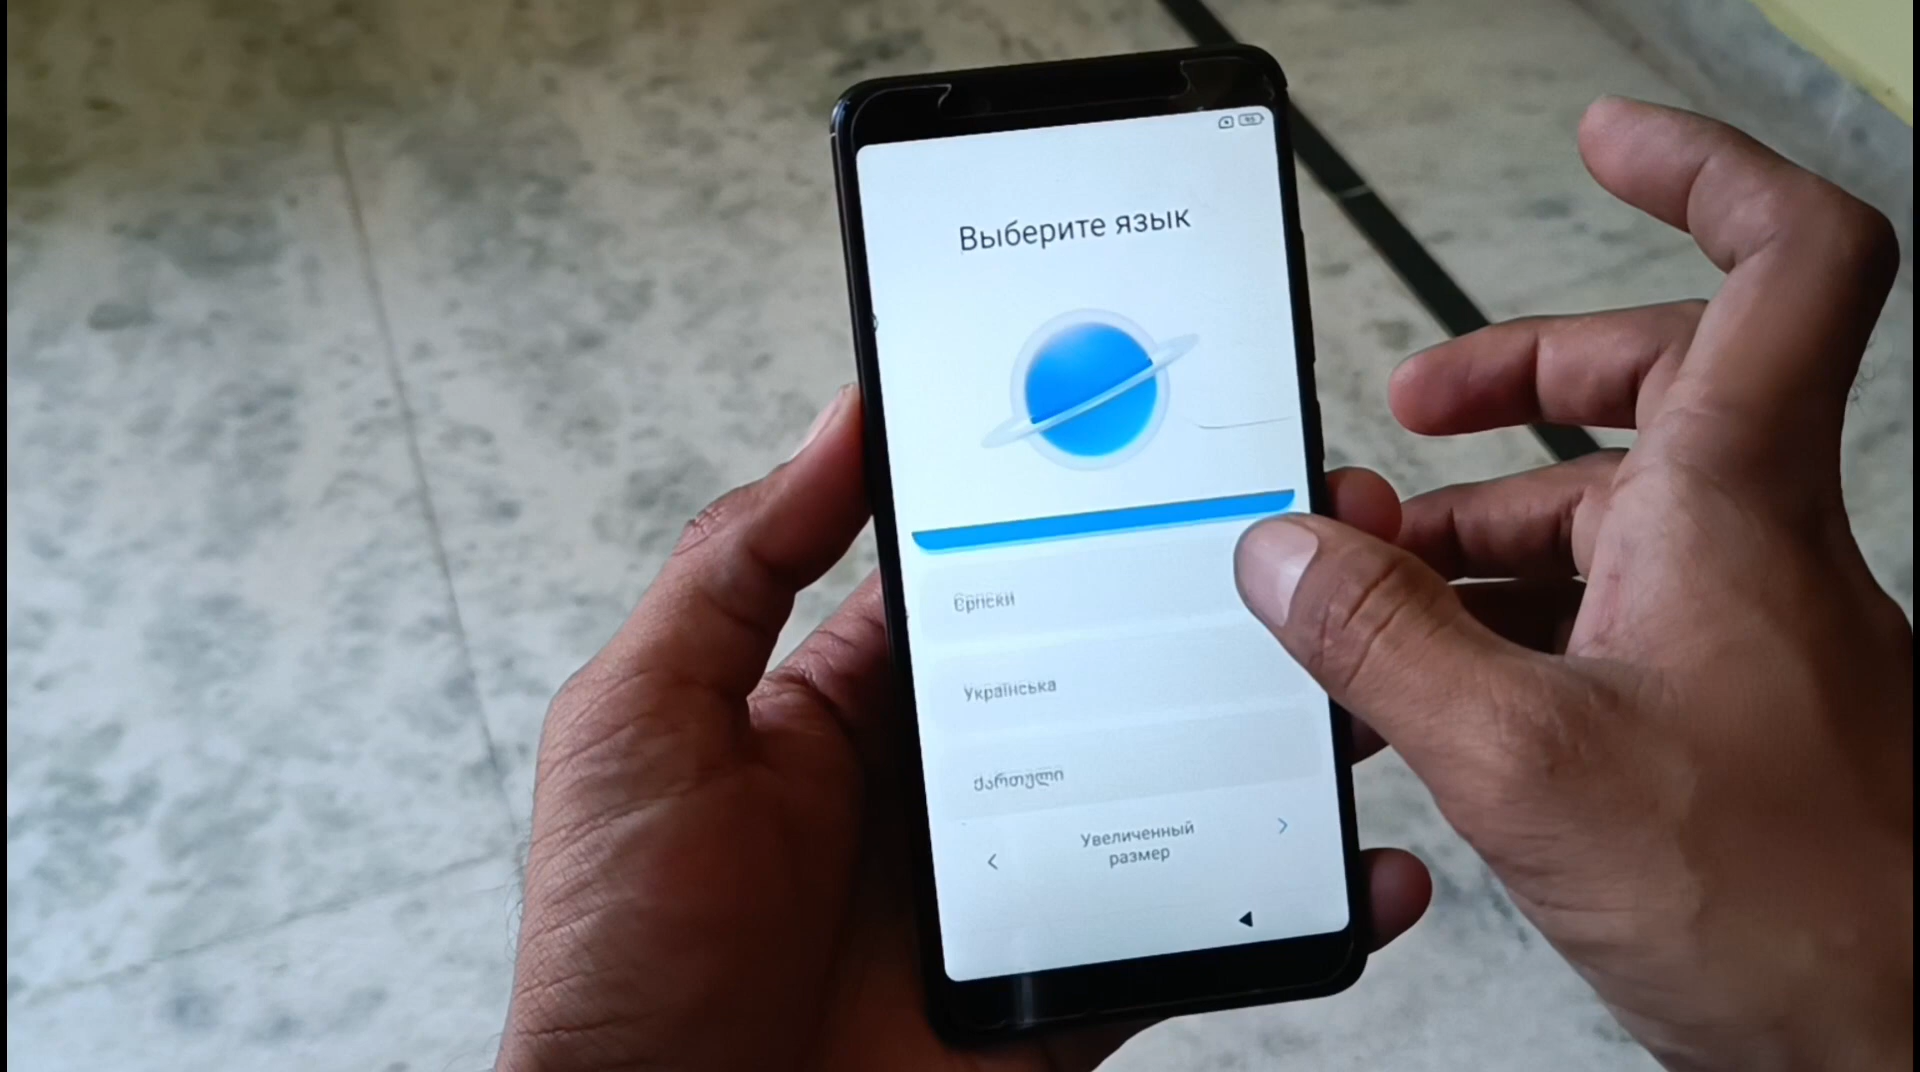 Выберите язык
Српски
Українська
ქართული
Увеличенный
размер